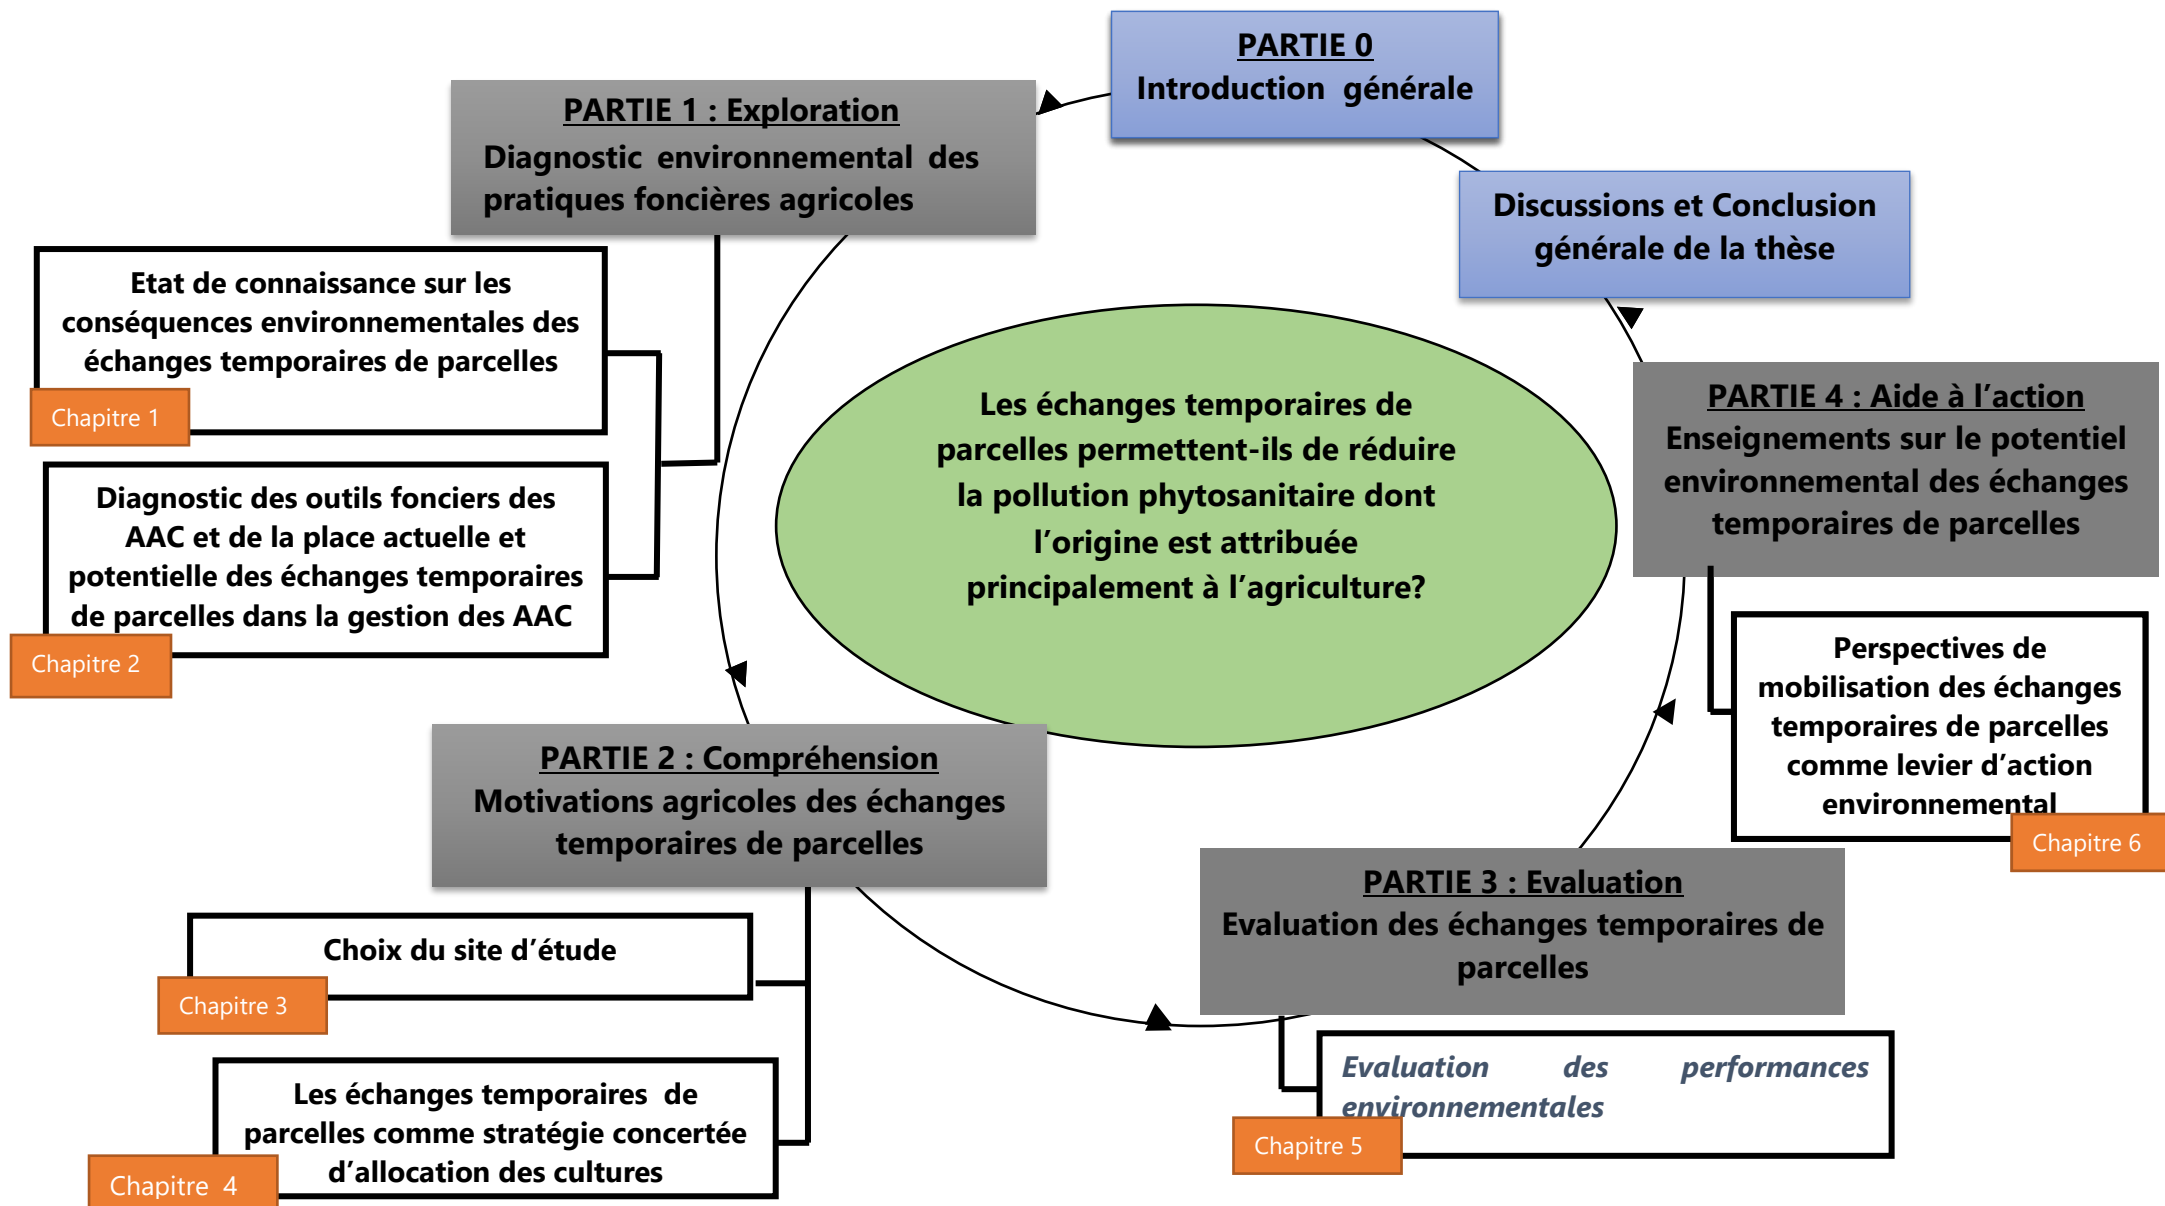 PARTIE 0
Introduction générale
PARTIE 1 : Exploration
Diagnostic environnemental des
pratiques foncières agricoles
Etat de connaissance sur les
conséquences environnementales des
échanges temporaires de parcelles
Chapitre 1
Diagnostic des outils fonciers des
AAC et de la place actuelle et
potentielle des échanges temporaires
de parcelles dans la gestion des AAC
Chapitre 2
PARTIE 2 : Compréhension
Motivations agricoles des échanges
temporaires de parcelles
Choix du site d’étude
Chapitre 3
Les échanges temporaires de
parcelles comme stratégie concertée
d’allocation des cultures
Chapitre 4
Les échanges temporaires de
parcelles permettent-ils de réduire
la pollution phytosanitaire dont
l’origine est attribuée
principalement à l’agriculture?
PARTIE 3 : Evaluation
Evaluation des échanges temporaires de
parcelles
Evaluation des performances
environnementales
Chapitre 5
PARTIE 4 : Aide à l’action
Enseignements sur le potentiel
environnemental des échanges
temporaires de parcelles
Perspectives de
mobilisation des échanges
temporaires de parcelles
comme levier d’action
environnemental
Chapitre 6
Discussions et Conclusion
générale de la thèse